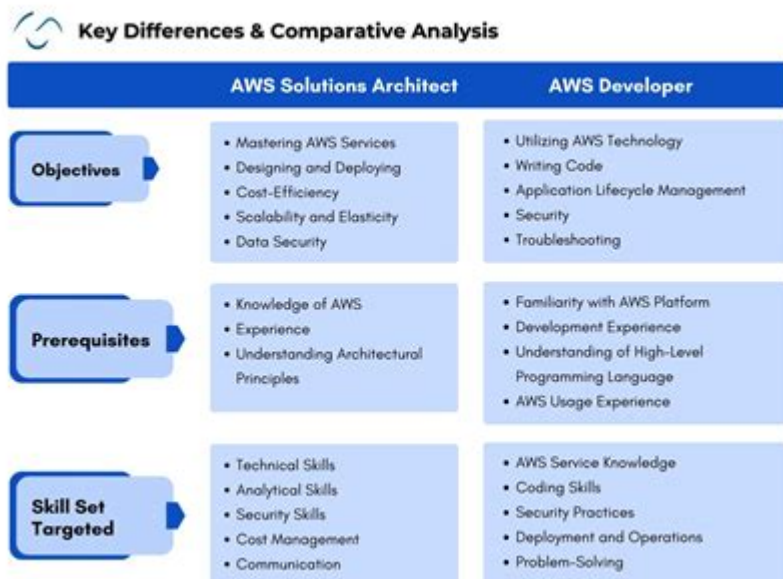 Key Differences & Comparative Analysis
AWS Solutions Architect
AWS Developer
Objectives
• Mastering AWS Services
• Designing and Deploying
• Cost-Efficiency
• Scalability and Elasticity
• Data Security
• Utilizing AWS Technology
• Writing Code
• Application Lifecycle Management
• Security
• Troubleshooting
Prerequisites
• Knowledge of AWS
• Experience
• Understanding Architectural
Principles
• Familiarity with AWS Platform
• Development Experience
• Understanding of High-Level
Programming Language
• AWS Usage Experience
Skill Set
Targeted
• Technical Skills
• Analytical Skills
• Security Skills
• Cost Management
• Communication
• AWS Service Knowledge
• Coding Skills
• Security Practices
• Deployment and Operations
• Problem-Solving